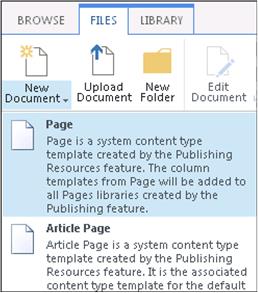 BROWSE FILES LIBRARY
New Document
Upload Document
New Folder
Edit Document
Page
Page is a system content type
template created by the Publishing
Resources feature. The column
templates from Page will be added to
all Pages libraries created by the
Publishing feature.
Article Page
Article Page is a system content type
template created by the Publishing
Resources feature. It is the associated
content type template for the default